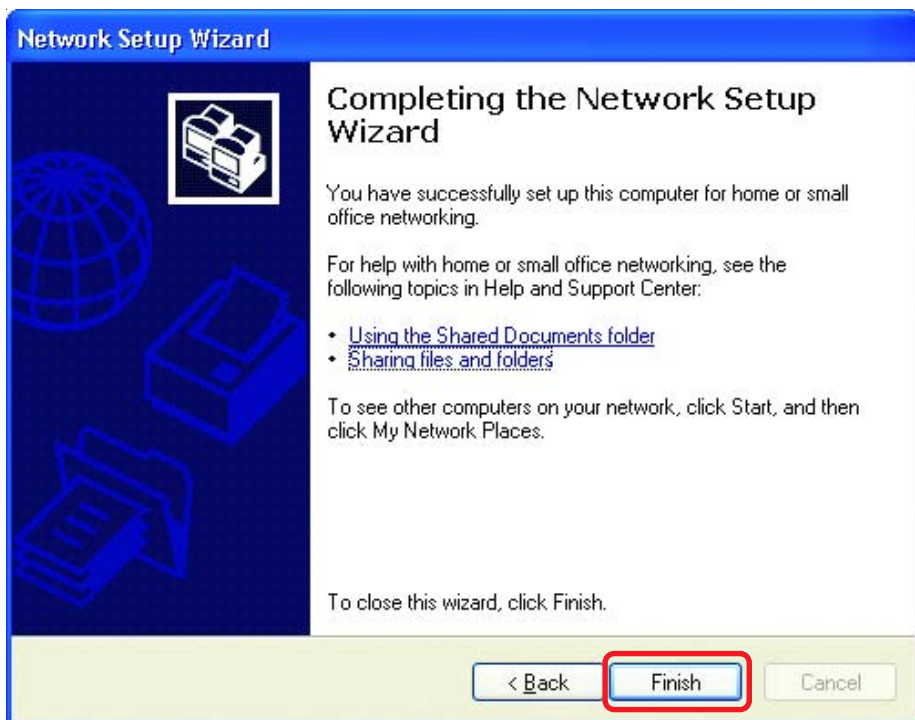 Network Setup Wizard
Completing the Network Setup
Wizard
You have successfully set up this computer for home or small
office networking.
For help with home or small office networking, see the
following topics in Help and Support Center:
• Using the Shared Documents folder
• Sharing files and folders
To see other computers on your network, click Start, and then
click My Network Places.
To close this wizard, click Finish.
< Back Finish Cancel